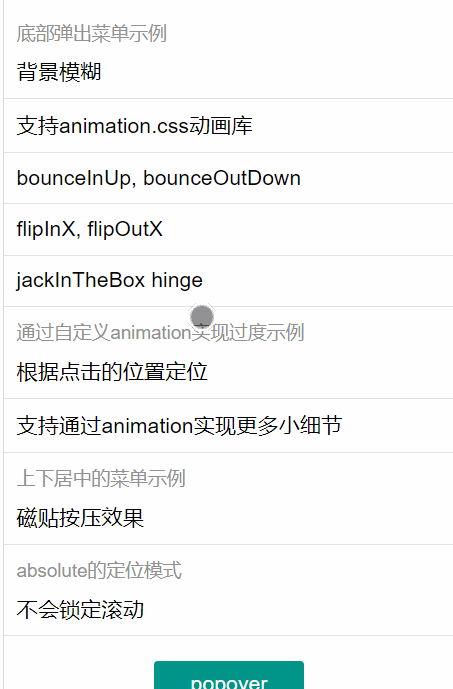 底部弹出菜单示例
背景模糊
支持animation.css动画库
bounceInUp, bounceOutDown
flipInX, flipOutX
jackInTheBox hinge
通过自定义animation实现过度示例
根据点击的位置定位
支持通过animation实现更多小细节
上下居中的菜单示例
磁贴按压效果
absolute的定位模式
不会锁定滚动
popover